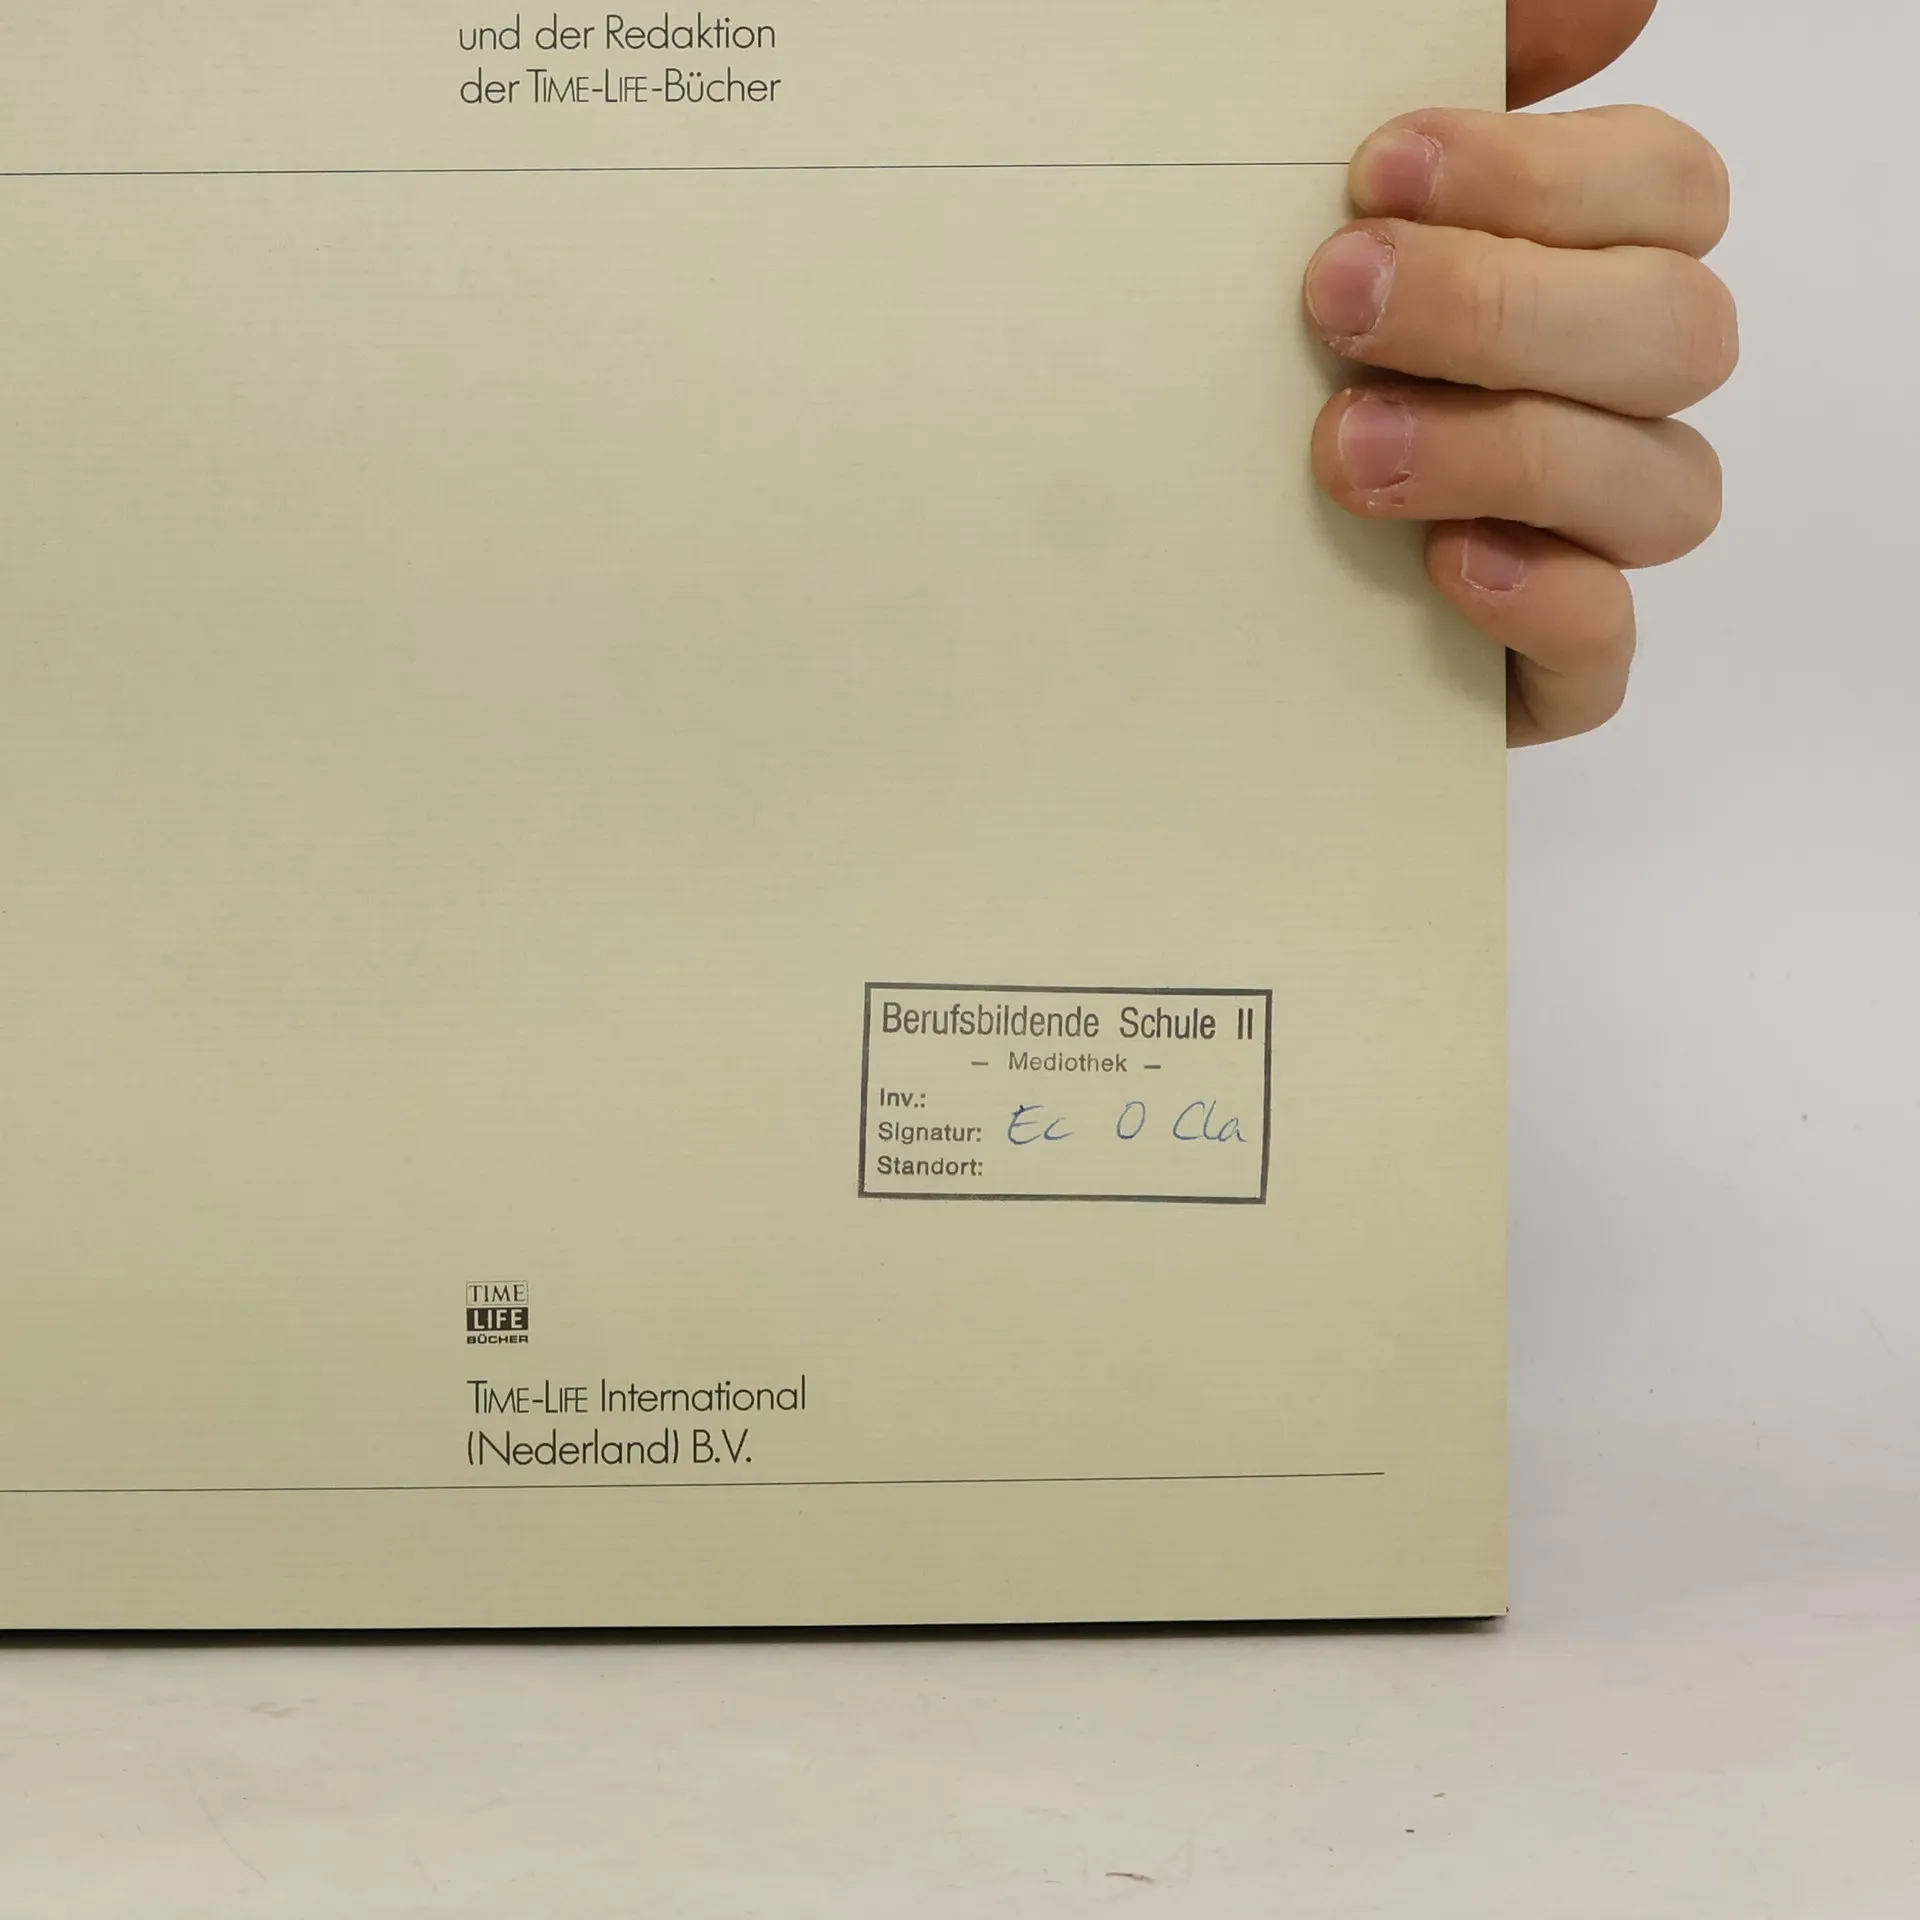 und der Redaktion
der TIME-LIFE-Bücher
Berufsbildende Schule II
– Mediothek –
Inv.:
Signatur: Ec O Cla
Standort:
TIME
LIFE
BÜCHER
TIME-LIFE International
(Nederland) B.V.